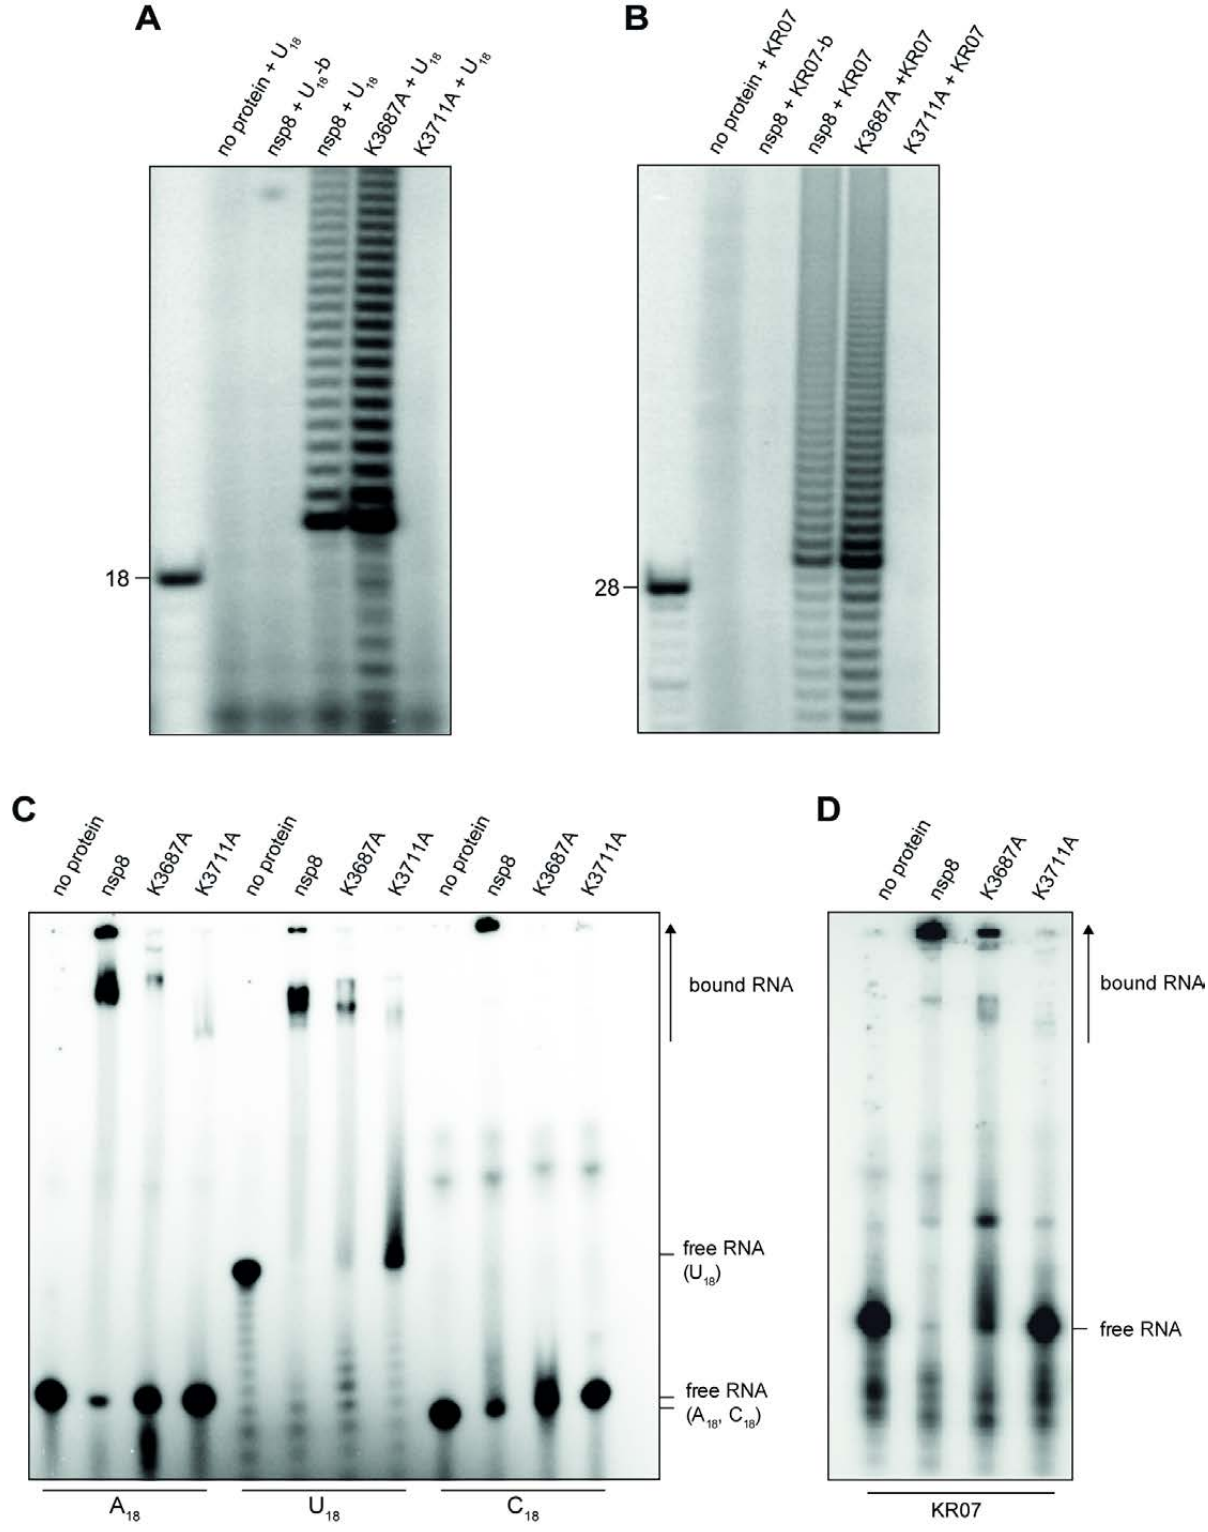 A
B
no protein + U18
nsp8 + U18-b
nsp8 + U18
K3687A + U18
K3711A + U18
no protein + KR07
nsp8 + KR07-b
nsp8 + KR07
K3687A +KR07
K3711A + KR07
18
28
C
D
no protein
nsp8
K3687A
K3711A
no protein
nsp8
K3687A
K3711A
no protein
nsp8
K3687A
K3711A
no protein
nsp8
K3687A
K3711A
bound RNA
bound RNA
free RNA
(U18)
free RNA
free RNA
(A18, C18)
A18
U18
C18
KR07